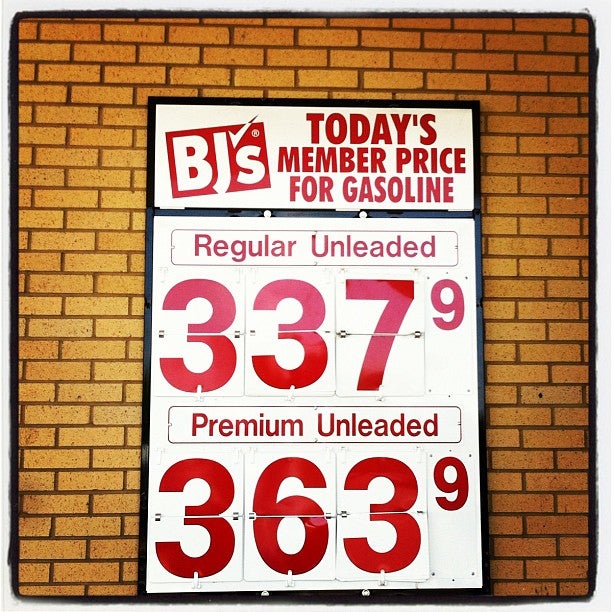 BJ's®
TODAY'S
MEMBER PRICE
FOR GASOLINE
Regular Unleaded
337 9
Premium Unleaded
363 9